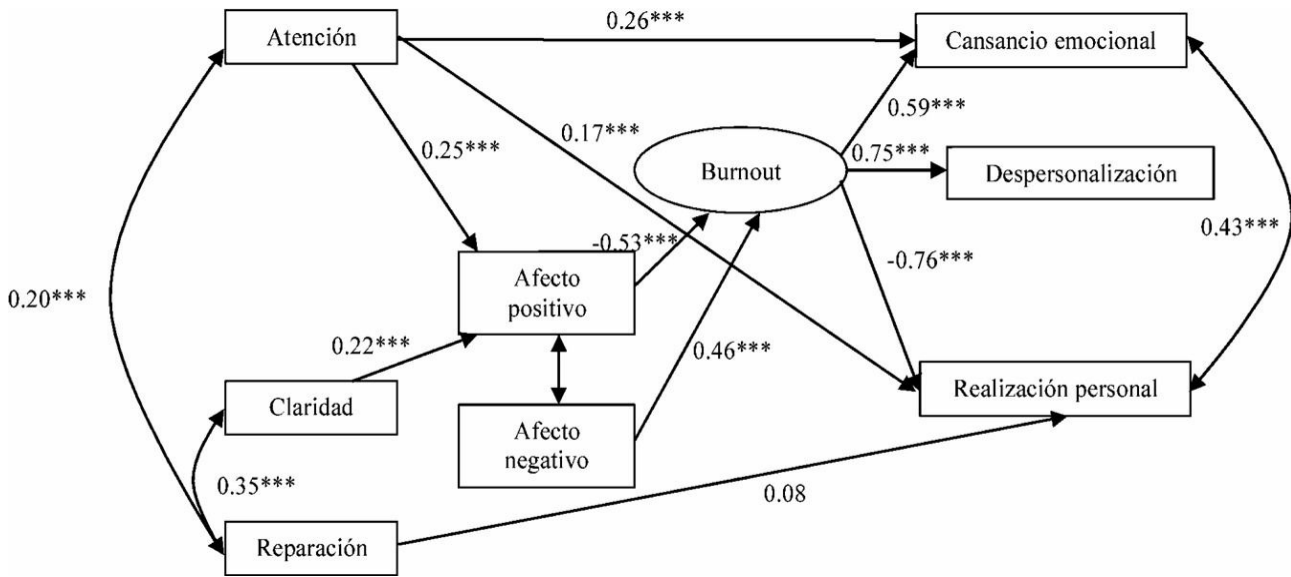 0.26***
Atención
Cansancio emocional
0.59***
0.17***
0.25***
0.75***
Burnout
Despersonalización
0.43***
-0.53***
-0.76***
Afecto
positivo
0.20***
0.22***
0.46***
Realización personal
Claridad
Afecto
negativo
0.35***
0.08
Reparación